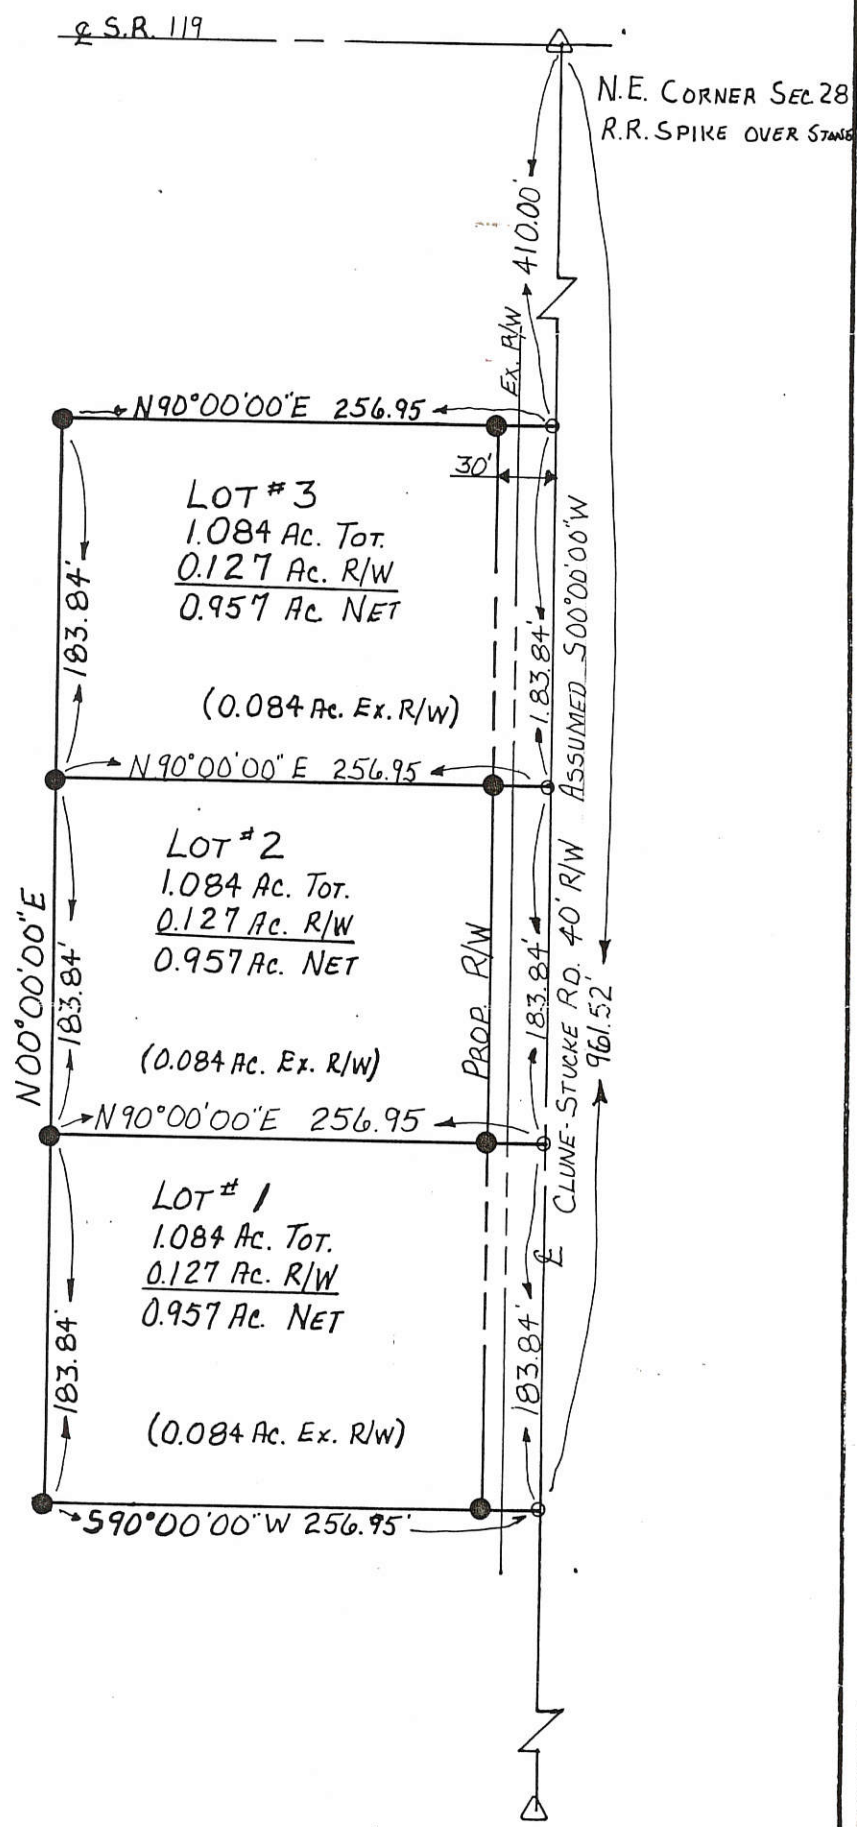 ℄ S.R. 119
N.E. CORNER SEC 28
R.R. SPIKE OVER STONE
410.00'
EX. R/W
N90°00'00"E 256.95
30'
LOT #3
1.084 AC. TOT.
0.127 AC. R/W
0.957 AC NET
(0.084 AC. EX. R/W)
183.84'
183.84'
N90°00'00"E 256.95
LOT #2
1.084 AC. TOT.
0.127 AC. R/W
0.957 AC. NET
(0.084 AC. EX. R/W)
N00°00'00"E
183.84'
PROP. R/W
183.84'
℄ CLUNE-STUCKE RD. 40' R/W ASSUMED S00°00'00"W
961.52'
N90°00'00"E 256.95
LOT # 1
1.084 AC. TOT.
0.127 AC. R/W
0.957 AC. NET
(0.084 AC. EX. R/W)
183.84'
183.84'
S90°00'00"W 256.95'